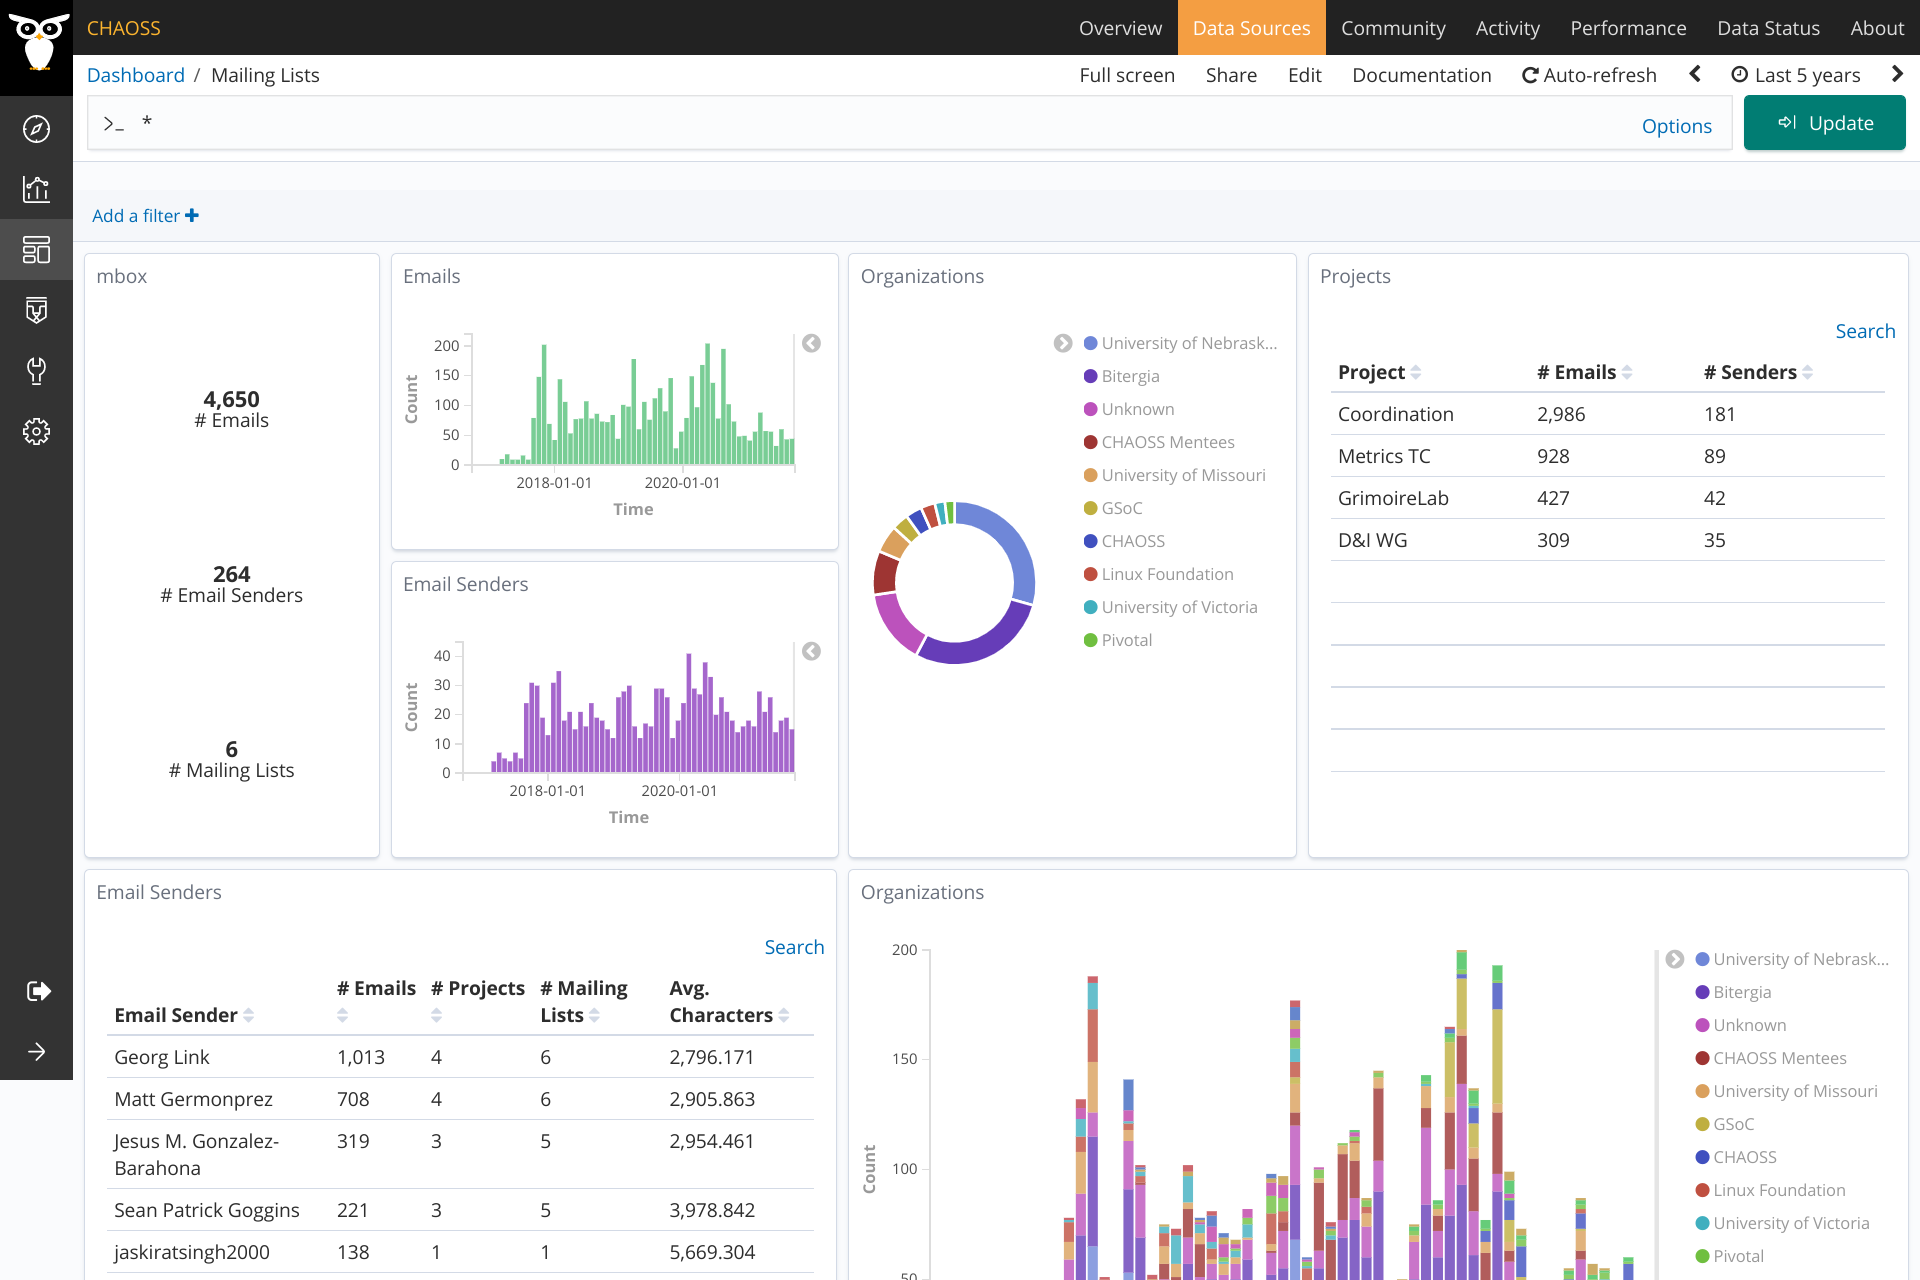 CHAOSS
Overview Data Sources Community Activity Performance Data Status About
Dashboard / Mailing Lists
Full screen Share Edit Documentation Auto-refresh Last 5 years
>_ *
Options
Update
Add a filter
mbox
4,650
# Emails
264
# Email Senders
6
# Mailing Lists
Emails
200
150
100
50
0
Count
2018-01-01 2020-01-01
Time
Email Senders
40
30
20
10
0
Count
2018-01-01 2020-01-01
Time
Organizations
University of Nebrask...
Bitergia
Unknown
CHAOSS Mentees
University of Missouri
GSoC
CHAOSS
Linux Foundation
University of Victoria
Pivotal
Projects
Search
Project # Emails # Senders
Coordination 2,986 181
Metrics TC 928 89
GrimoireLab 427 42
D&I WG 309 35
Email Senders
Search
# Emails # Projects # Mailing Avg.
Email Sender Lists Characters
Georg Link 1,013 4 6 2,796.171
Matt Germonprez 708 4 6 2,905.863
Jesus M. Gonzalez- 319 3 5 2,954.461
Barahona
Sean Patrick Goggins 221 3 5 3,978.842
jaskiratsingh2000 138 1 1 5,669.304
Organizations
200
150
100
50
Count
University of Nebrask...
Bitergia
Unknown
CHAOSS Mentees
University of Missouri
GSoC
CHAOSS
Linux Foundation
University of Victoria
Pivotal